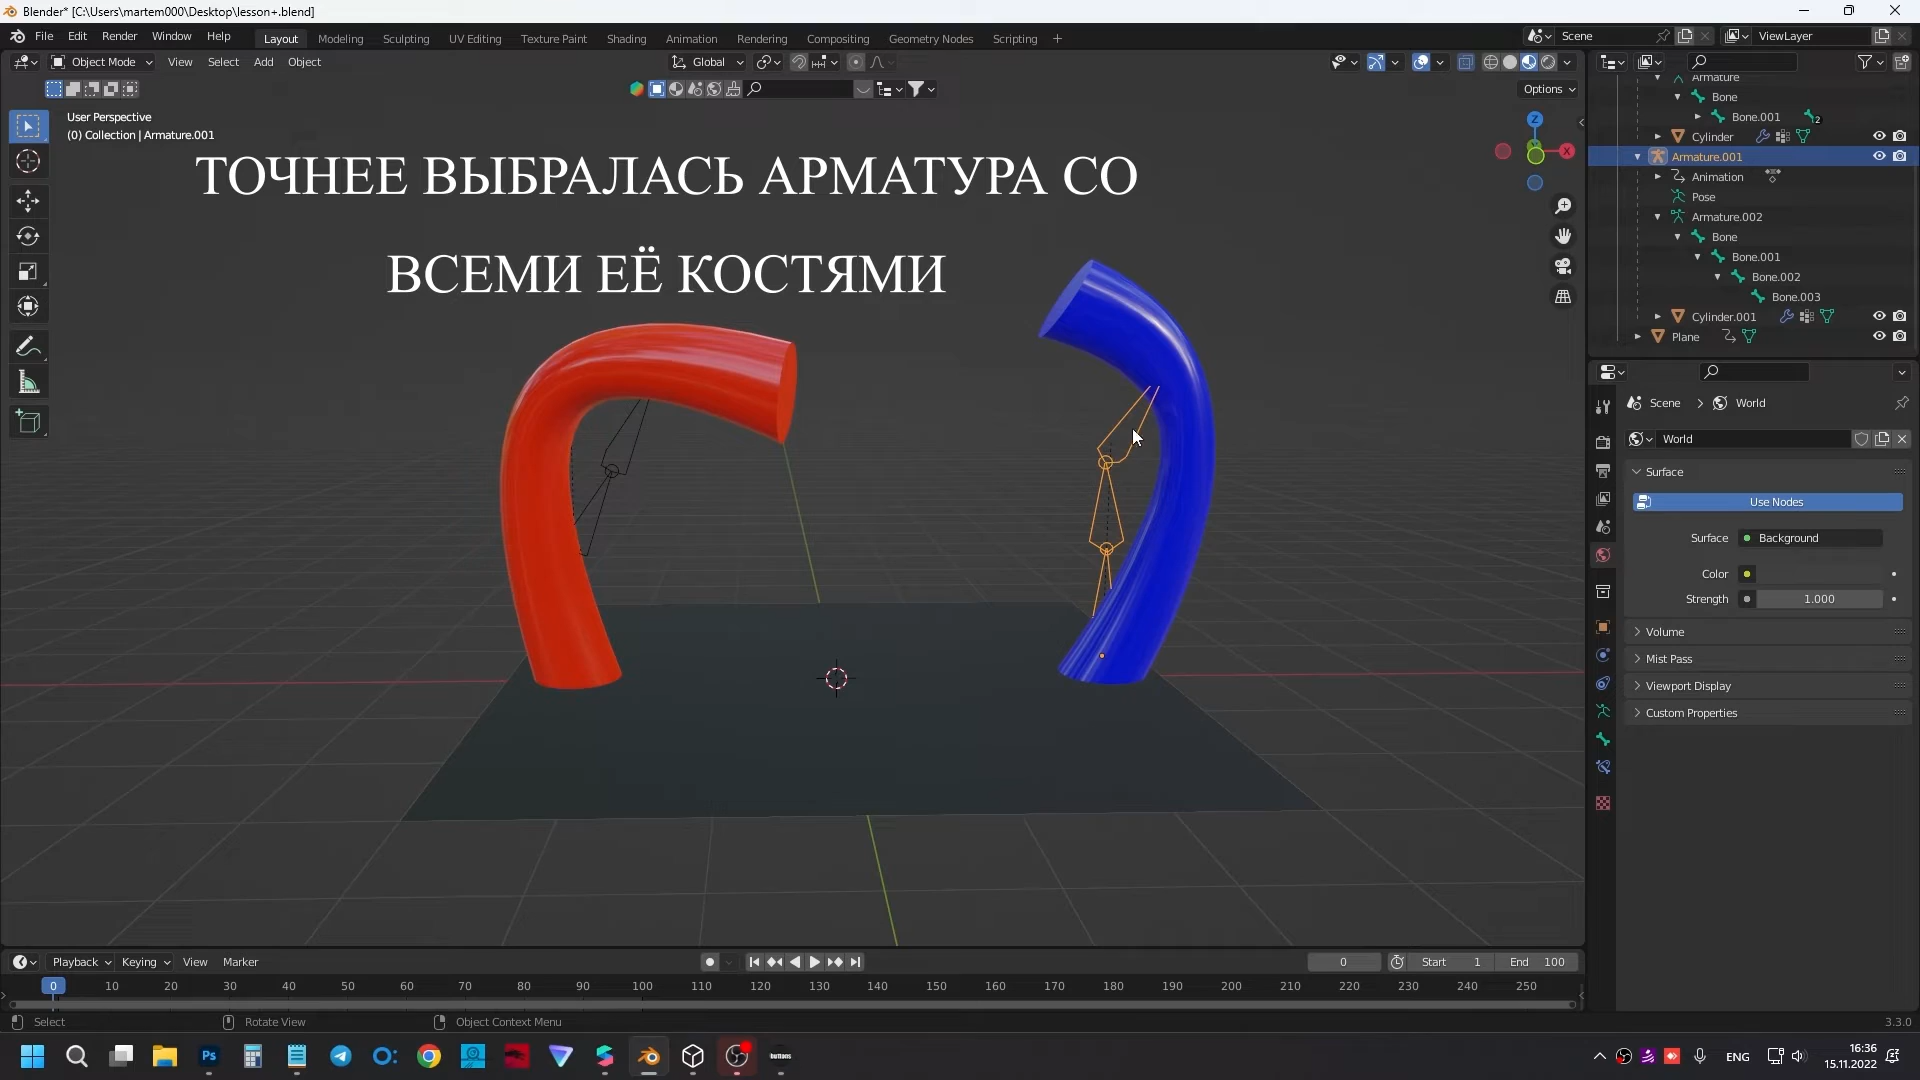 Blender* [C:\Users\martem000\Desktop\lesson+.blend]
File Edit Render Window Help Layout Modeling Sculpting UV Editing Texture Paint Shading Animation Rendering Compositing Geometry Nodes Scripting + Scene ViewLayer
Object Mode View Select Add Object Global
Options
User Perspective
(0) Collection | Armature.001
ТОЧНЕЕ ВЫБРАЛАСЬ АРМАТУРА СО
ВСЕМИ ЕЁ КОСТЯМИ
Z
X
Armature
Bone
Bone.001 2
Cylinder
Armature.001
Animation
Pose
Armature.002
Bone
Bone.001
Bone.002
Bone.003
Cylinder.001
Plane
Scene > World
World
Surface
Use Nodes
Surface Background
Color
Strength 1.000
Volume
Mist Pass
Viewport Display
Custom Properties
Playback Keying View Marker 0 Start 1 End 100
0 10 20 30 40 50 60 70 80 90 100 110 120 130 140 150 160 170 180 190 200 210 220 230 240 250
Select Rotate View Object Context Menu 3.3.0
Ps buttons ENG 16:36
15.11.2022